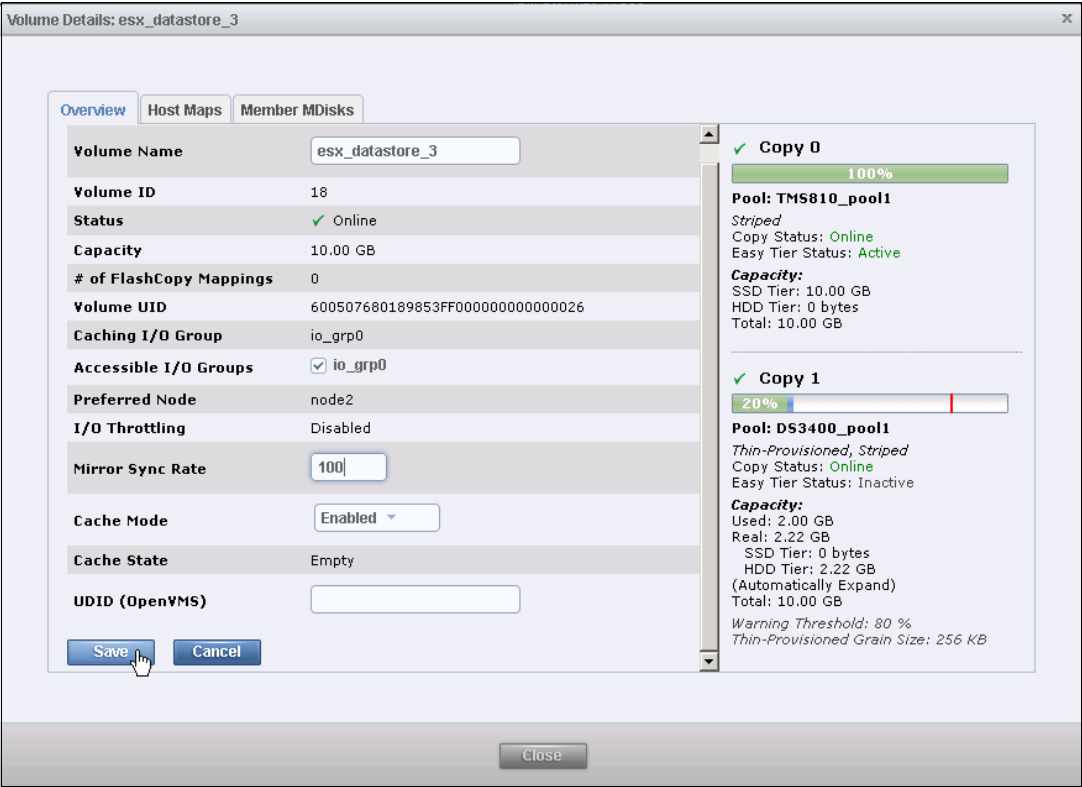 Volume Details: esx_datastore_3
x
Overview
Host Maps
Member MDisks
Volume Name esx_datastore_3
Volume ID 18
Status ✓ Online
Capacity 10.00 GB
# of FlashCopy Mappings 0
Volume UID 600507680189853FF000000000000026
Caching I/O Group io_grp0
Accessible I/O Groups io_grp0
Preferred Node node2
I/O Throttling Disabled
Mirror Sync Rate 100
Cache Mode Enabled
Cache State Empty
UDID (OpenVMS)
Save
Cancel
✓ Copy 0
100%
Pool: TMS810_pool1
Striped
Copy Status: Online
Easy Tier Status: Active
Capacity:
SSD Tier: 10.00 GB
HDD Tier: 0 bytes
Total: 10.00 GB
✓ Copy 1
20%
Pool: DS3400_pool1
Thin-Provisioned, Striped
Copy Status: Online
Easy Tier Status: Inactive
Capacity:
Used: 2.00 GB
Real: 2.22 GB
SSD Tier: 0 bytes
HDD Tier: 2.22 GB
(Automatically Expand)
Total: 10.00 GB
Warning Threshold: 80 %
Thin-Provisioned Grain Size: 256 KB
Close